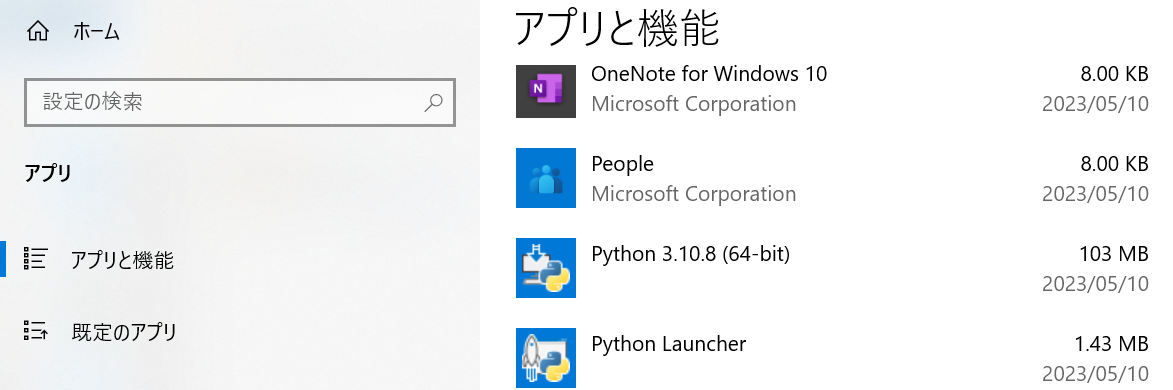 ホーム
設定の検索
アプリ
アプリと機能
既定のアプリ
アプリと機能
OneNote for Windows 10 8.00 KB
Microsoft Corporation 2023/05/10
People 8.00 KB
Microsoft Corporation 2023/05/10
Python 3.10.8 (64-bit) 103 MB
2023/05/10
Python Launcher 1.43 MB
2023/05/10